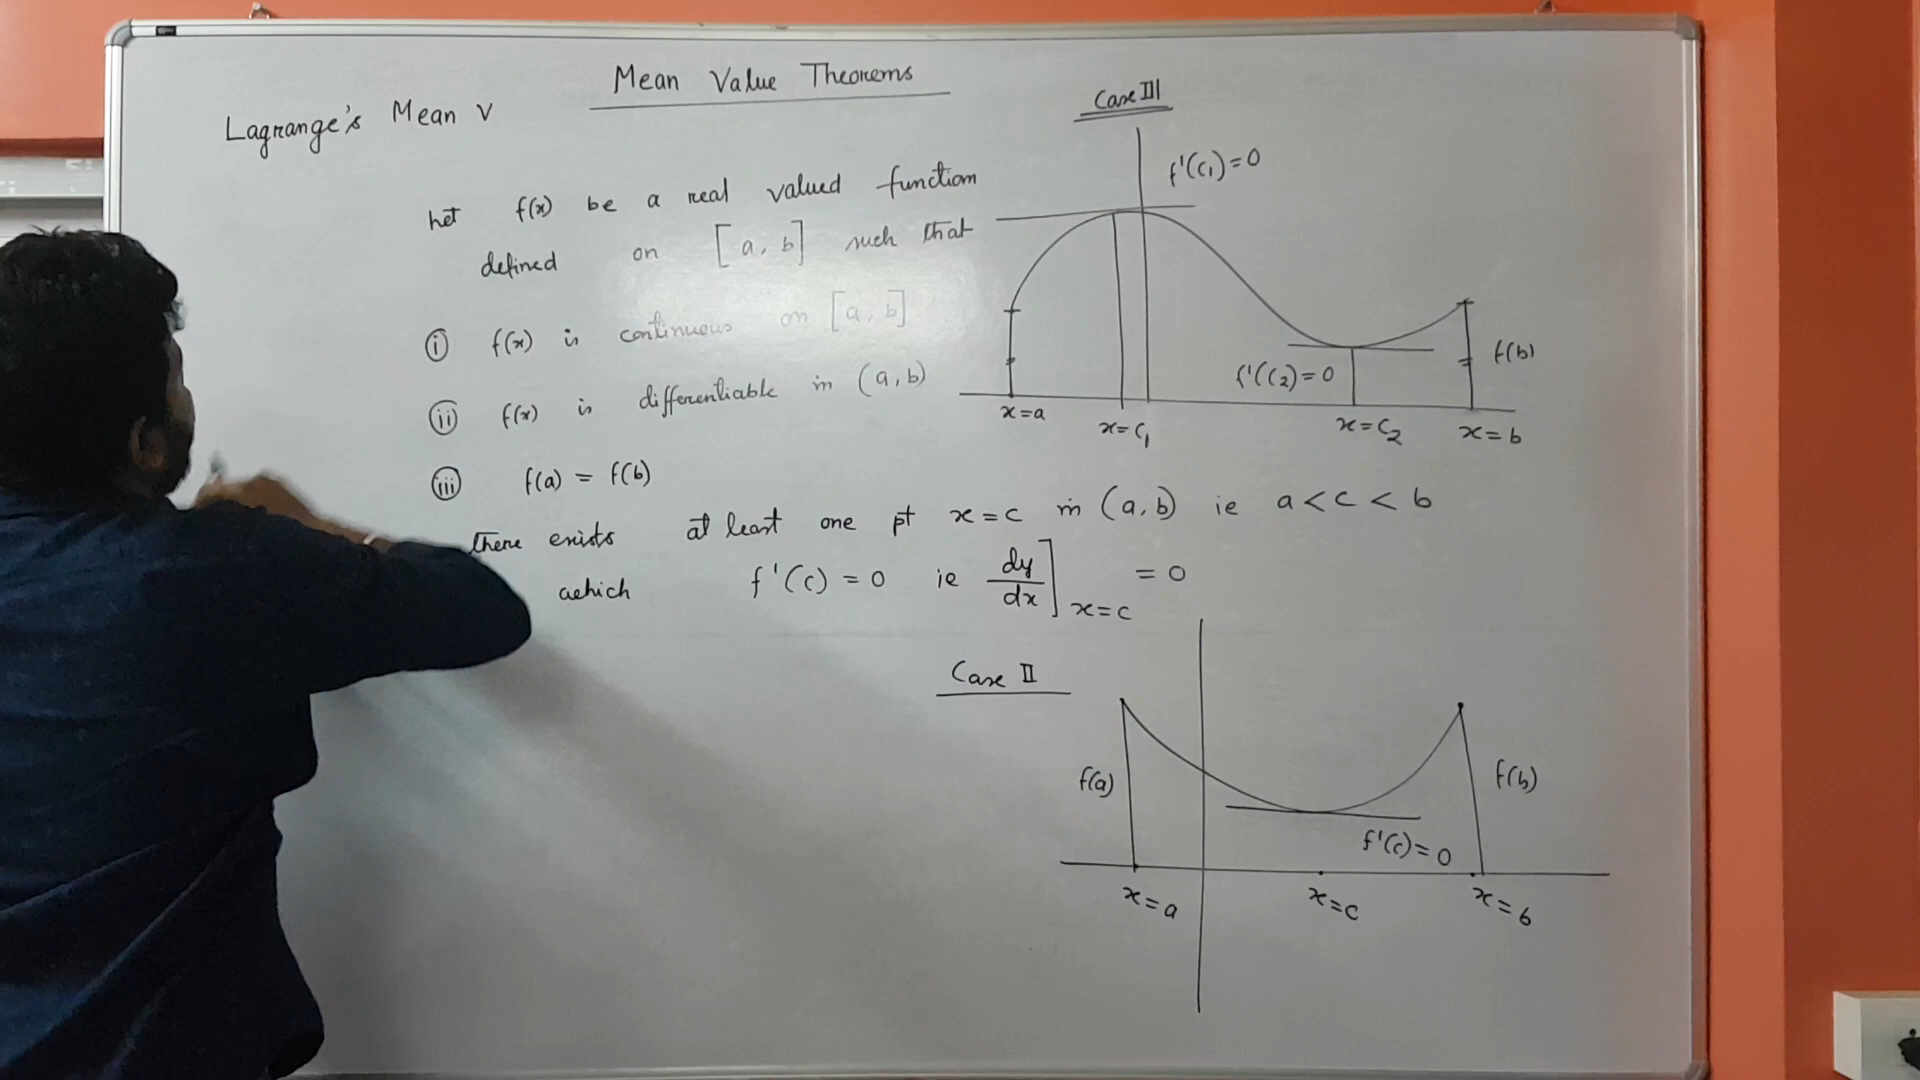 Mean Value Theorems
Lagrange's Mean V
Let f(x) be a real valued function
defined on [a, b] such that
(i) f(x) is continuous on [a, b]
(ii) f(x) is differentiable in (a, b)
(iii) f(a) = f(b)
there exists at least one pt x=c in (a, b) ie a < c < b
which f'(c) = 0 ie dy/dx]x=c = 0
Case III
f'(c1)=0
f'(c2)=0
f(b)
x=a
x=c1
x=c2
x=b
Case II
f(a)
f(b)
f'(c)=0
x=a
x=c
x=b